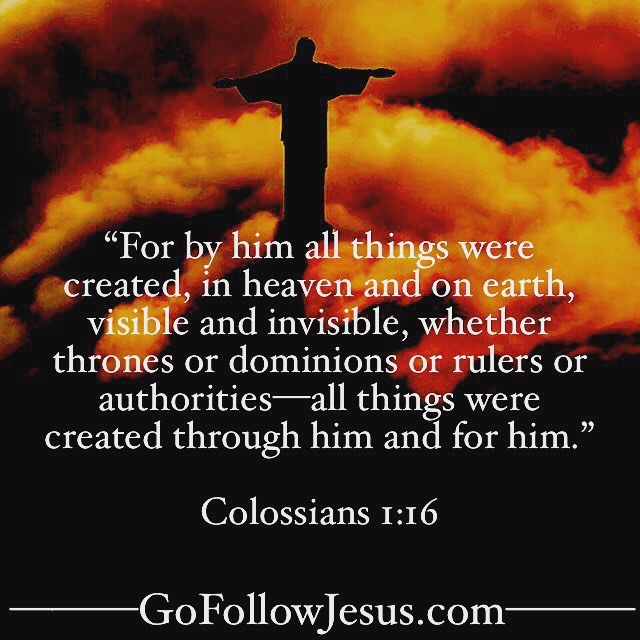 “For by him all things were
created, in heaven and on earth,
visible and invisible, whether
thrones or dominions or rulers or
authorities—all things were
created through him and for him.”
Colossians 1:16
GoFollowJesus.com